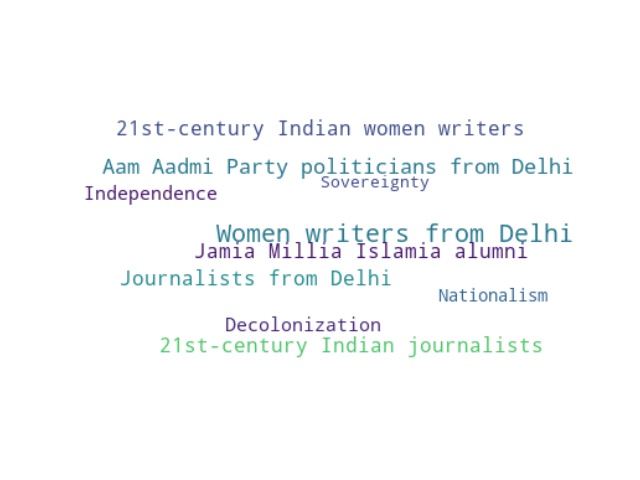 21st-century Indian women writers
Aam Aadmi Party politicians from Delhi
Sovereignty
Independence
Women writers from Delhi
Jamia Millia Islamia alumni
Journalists from Delhi
Nationalism
Decolonization
21st-century Indian journalists